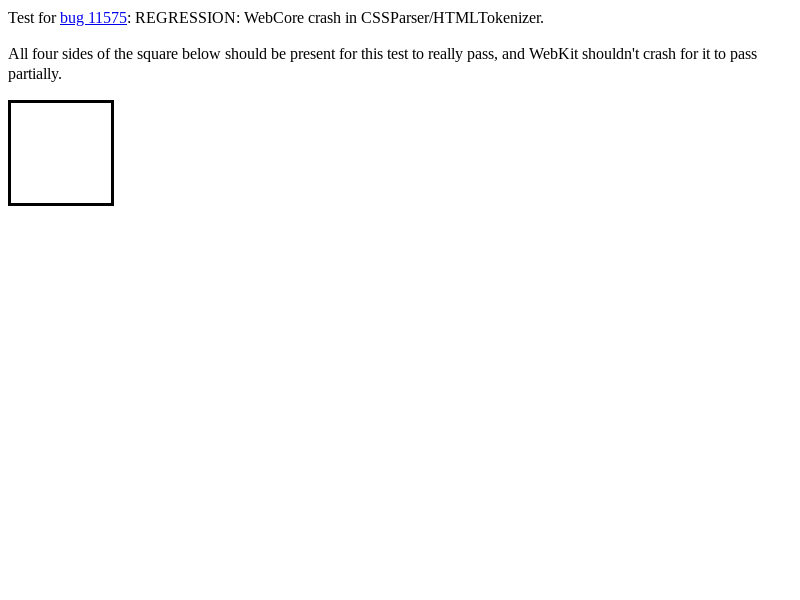 Test for bug 11575: REGRESSION: WebCore crash in CSSParser/HTMLTokenizer.
All four sides of the square below should be present for this test to really pass, and WebKit shouldn't crash for it to pass
partially.